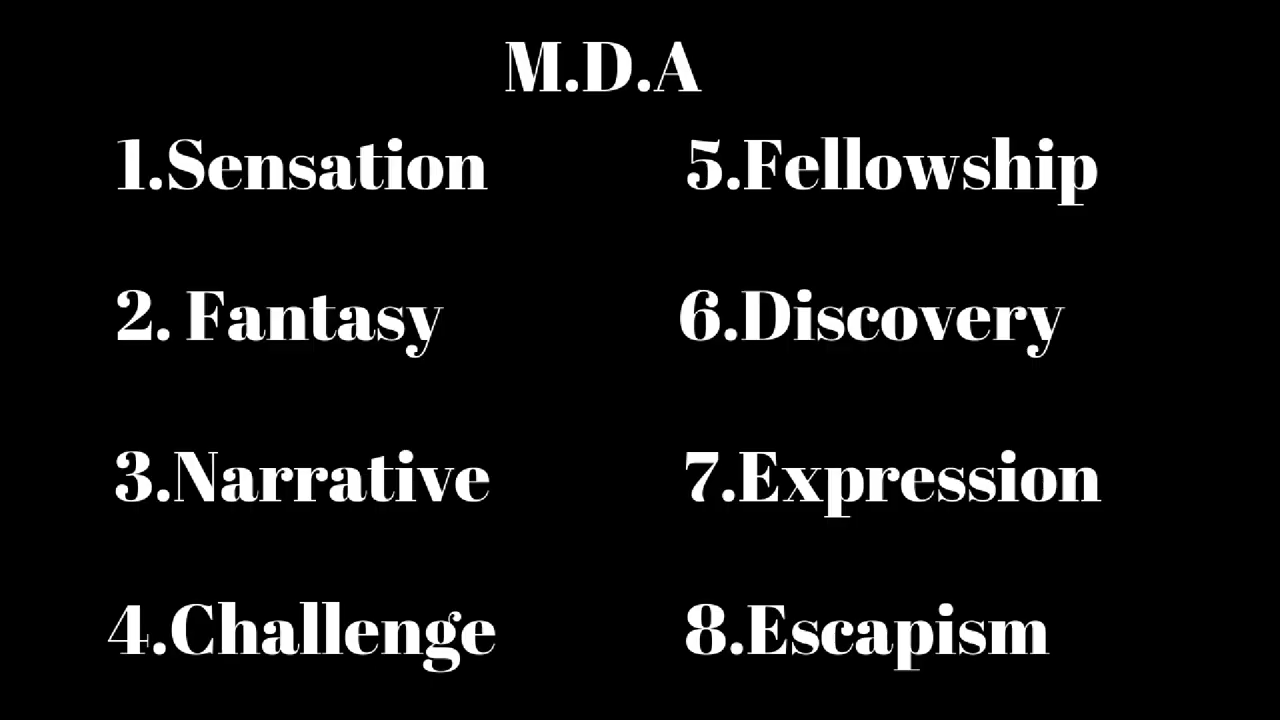 M.D.A
1.Sensation
2. Fantasy
3.Narrative
4.Challenge
5.Fellowship
6.Discovery
7.Expression
8.Escapism